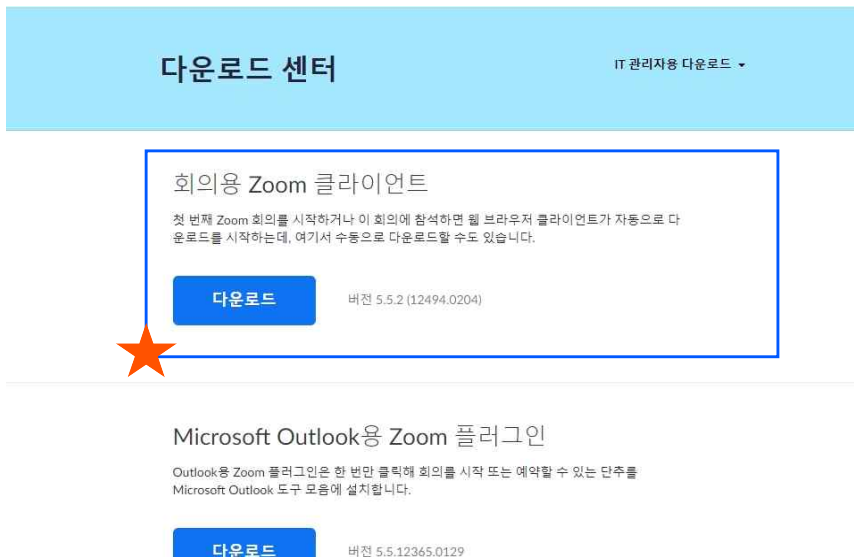 다운로드 센터
IT 관리자용 다운로드
회의용 Zoom 클라이언트
첫 번째 Zoom 회의를 시작하거나 이 회의에 참석하면 웹 브라우저 클라이언트가 자동으로 다
운로드를 시작하는데, 여기서 수동으로 다운로드할 수도 있습니다.
다운로드
버전 5.5.2 (12494.0204)
Microsoft Outlook용 Zoom 플러그인
Outlook용 Zoom 플러그인은 한 번만 클릭해 회의를 시작 또는 예약할 수 있는 단추를
Microsoft Outlook 도구 모음에 설치합니다.
다운로드
버전 5.5.12365.0129